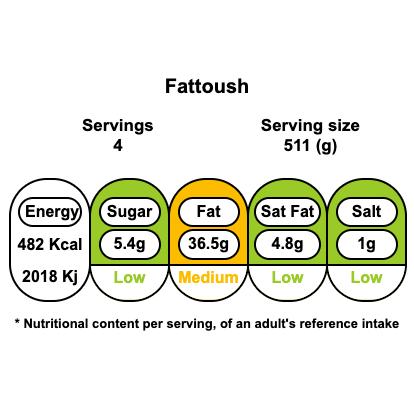 Fattoush
Servings Serving size
4 511 (g)
Energy Sugar Fat Sat Fat Salt
482 Kcal 5.4g 36.5g 4.8g 1g
2018 Kj Low Medium Low Low
* Nutritional content per serving, of an adult's reference intake